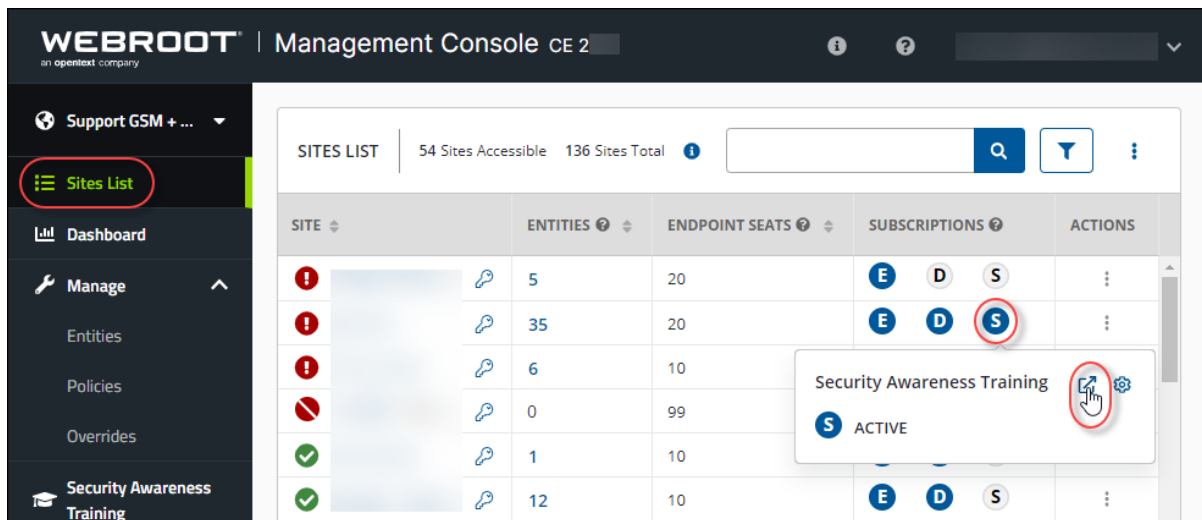 WEBROOT | Management Console CE 2
an opentext company
Support GSM + ...
Sites List
Dashboard
Manage
Entities
Policies
Overrides
Security Awareness
Training
SITES LIST 54 Sites Accessible 136 Sites Total
SITE ENTITIES ENDPOINT SEATS SUBSCRIPTIONS ACTIONS
5 20 E D S
35 20 E D S
6 10
0 99
1 10
12 10 E D S
Security Awareness Training
S ACTIVE